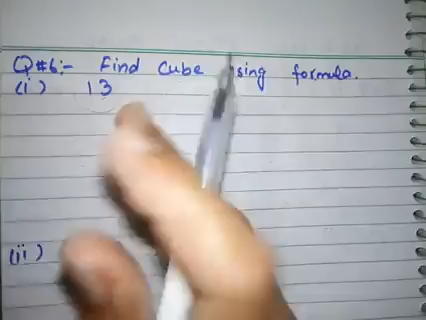 Q#6:- Find Cube using formula.
(i) 13
(ii)